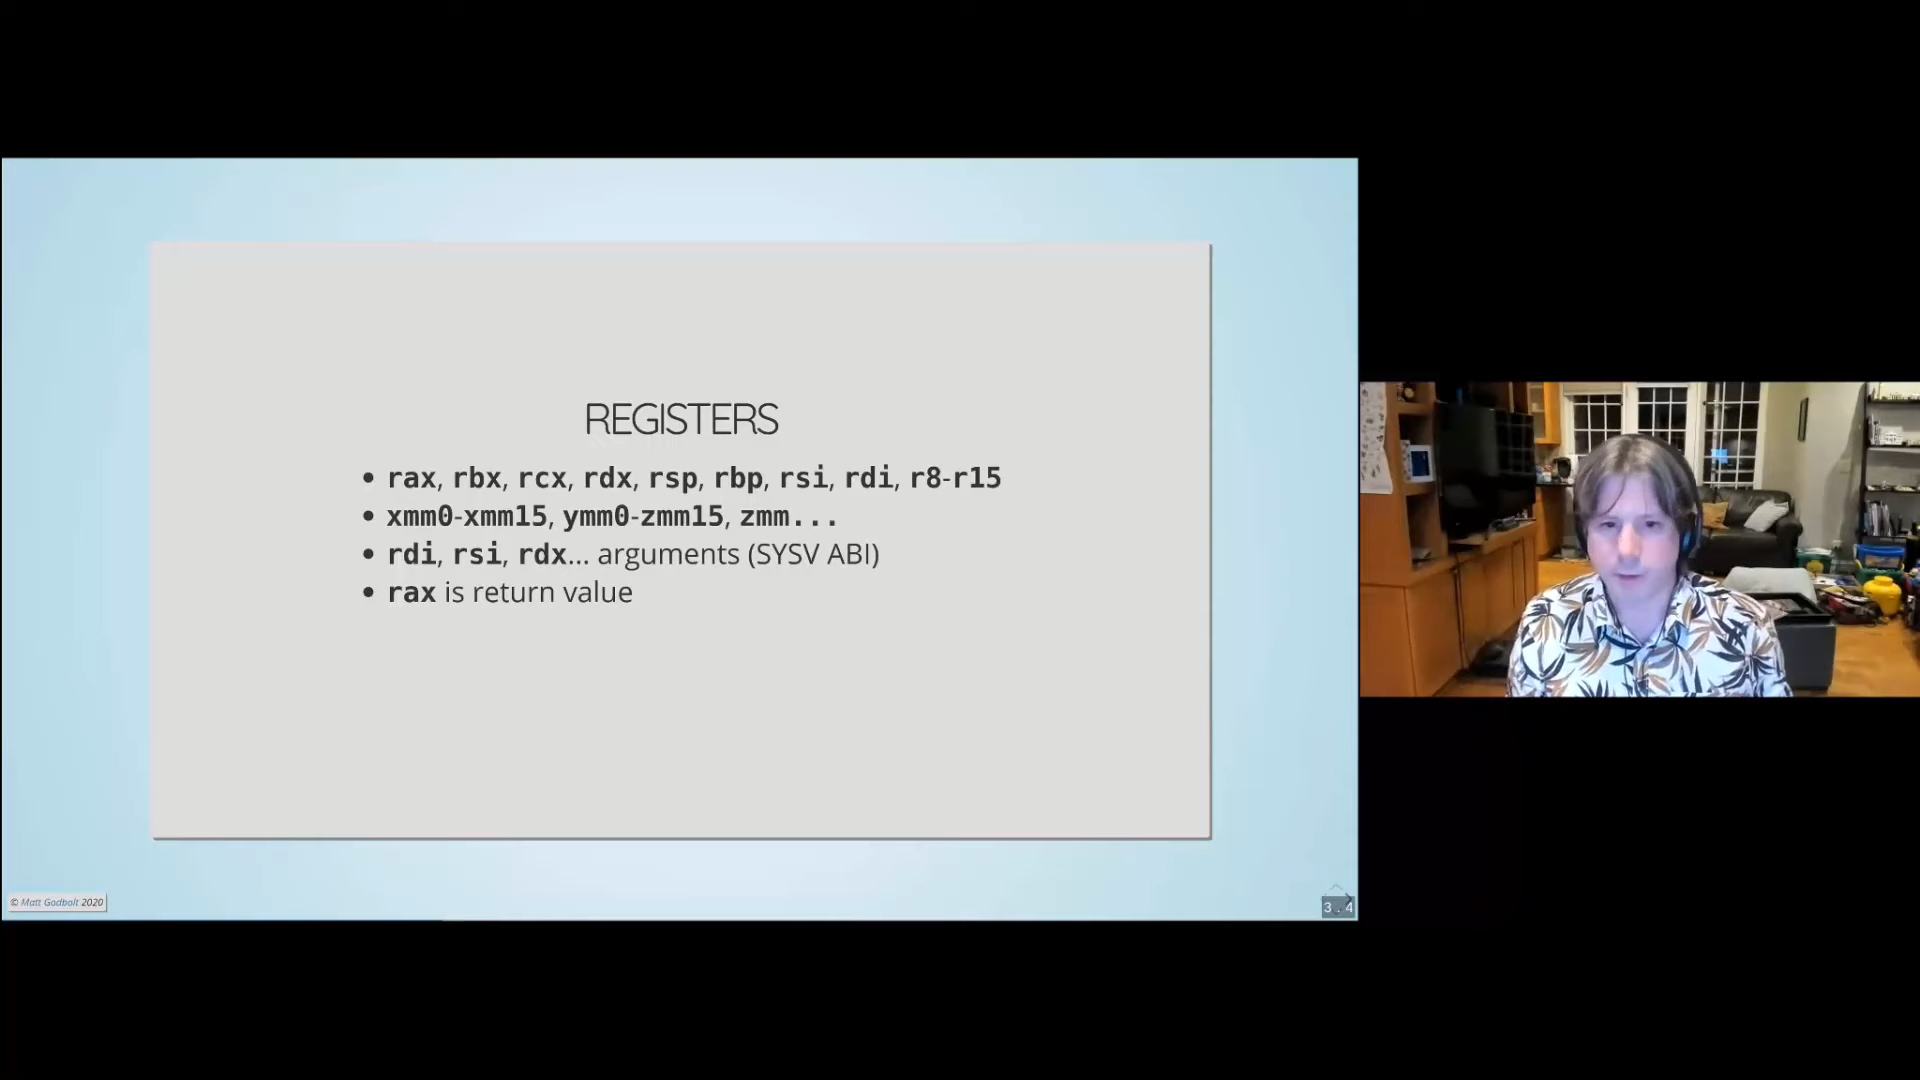 REGISTERS
• rax, rbx, rcx, rdx, rsp, rbp, rsi, rdi, r8-r15
• xmm0-xmm15, ymm0-zmm15, zmm...
• rdi, rsi, rdx... arguments (SYSV ABI)
• rax is return value
© Matt Godbolt 2020
3 . 4